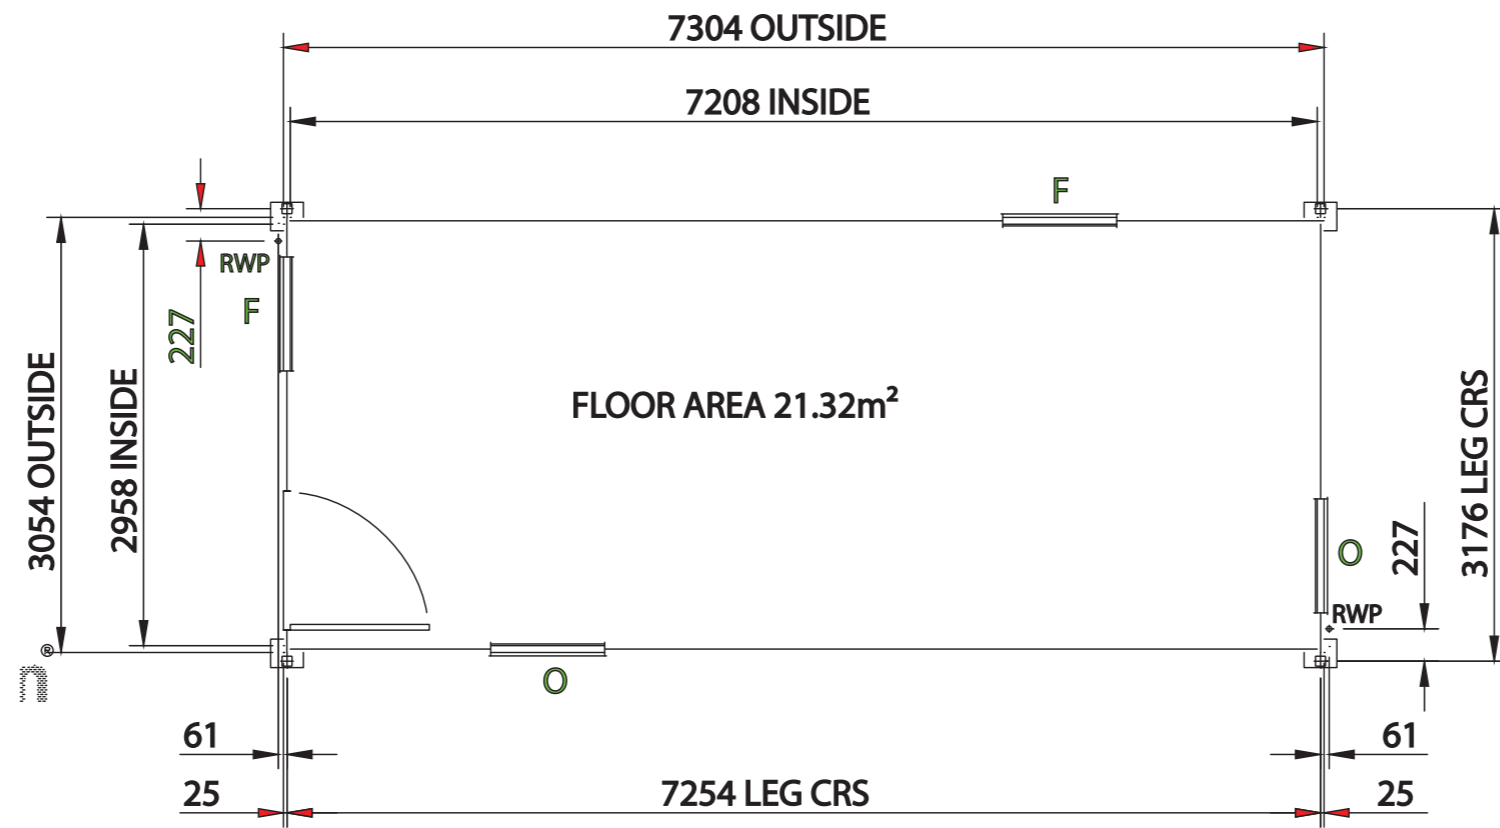 7304 OUTSIDE
7208 INSIDE
F
RWP
F
227
3054 OUTSIDE
2958 INSIDE
FLOOR AREA 21.32m²
3176 LEG CRS
227
O
RWP
®
n
O
61
61
25
7254 LEG CRS
25